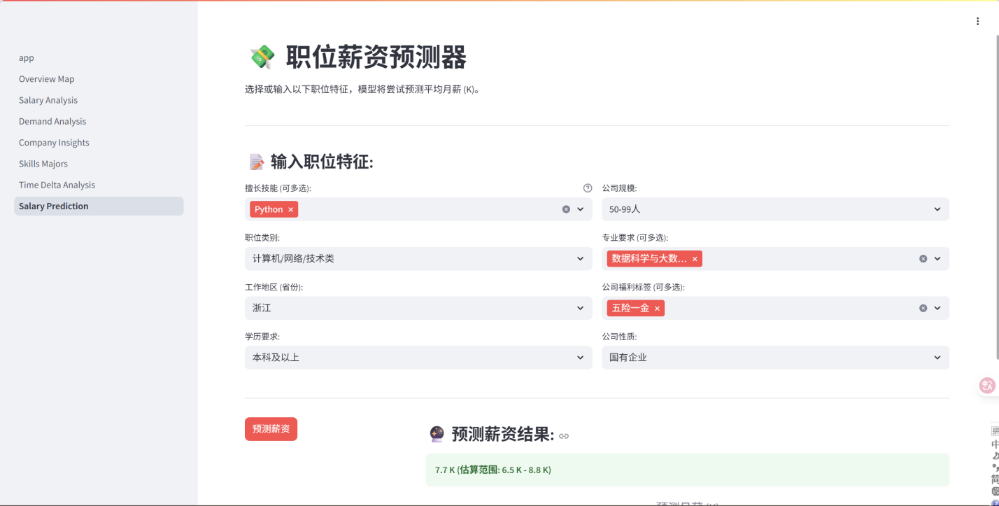 app
Overview Map
Salary Analysis
Demand Analysis
Company Insights
Skills Majors
Time Delta Analysis
Salary Prediction
职位薪资预测器
选择或输入以下职位特征，模型将尝试预测平均月薪 (K)。
输入职位特征:
擅长技能 (可多选):
Python ×
公司规模:
50-99人
职位类别:
计算机/网络/技术类
专业要求 (可多选):
数据科学与大数... ×
工作地区 (省份):
浙江
公司福利标签 (可多选):
五险一金 ×
学历要求:
本科及以上
公司性质:
国有企业
预测薪资
预测薪资结果:
7.7 K (估算范围: 6.5 K - 8.8 K)
拼
中
简